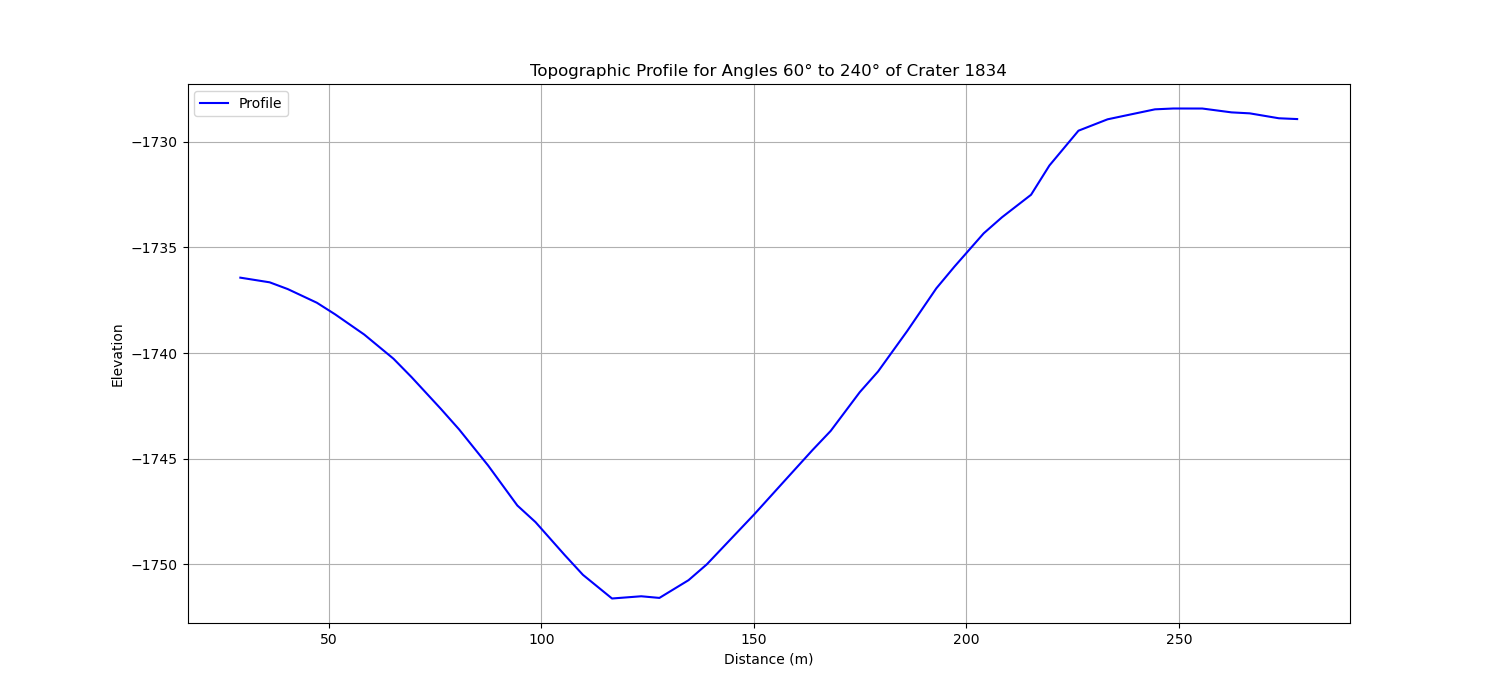 Topographic Profile for Angles 60° to 240° of Crater 1834
Profile
−1730
−1735
−1740
−1745
−1750
Elevation
50 100 150 200 250
Distance (m)